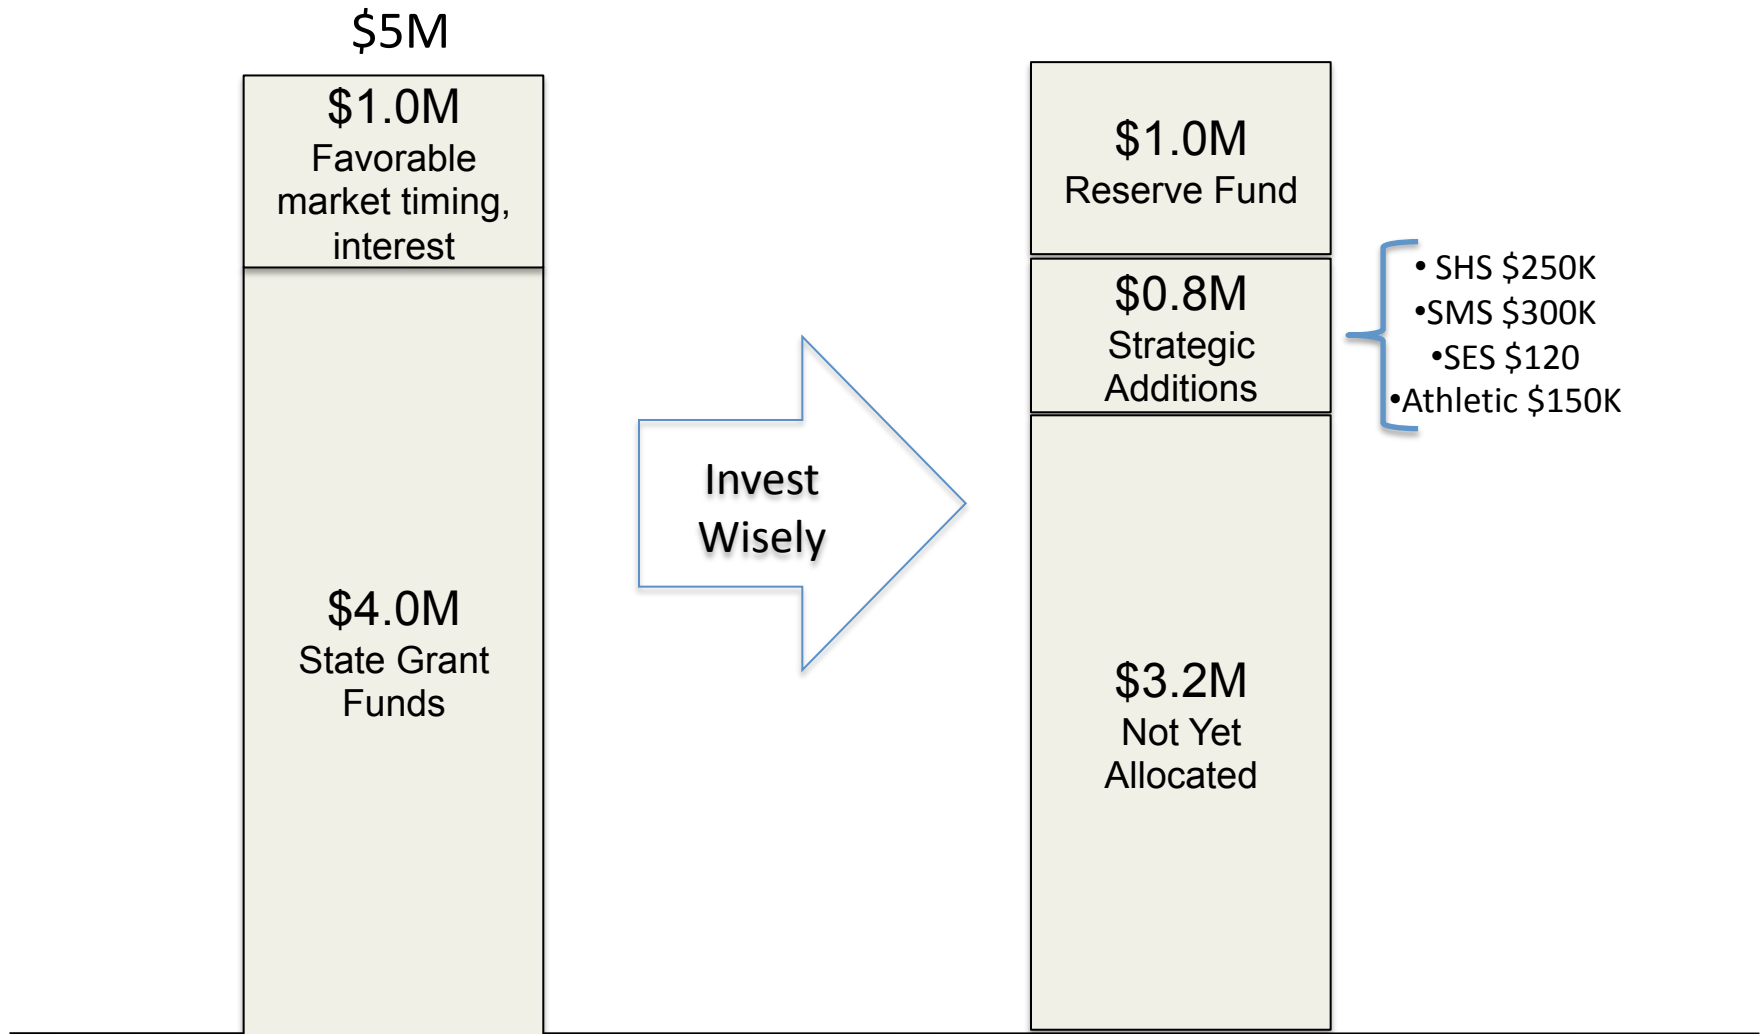 $5M
$1.0M
Favorable
market timing,
interest
$4.0M
State Grant
Funds
Invest
Wisely
$1.0M
Reserve Fund
$0.8M
Strategic
Additions
$3.2M
Not Yet
Allocated
• SHS $250K
•SMS $300K
•SES $120
•Athletic $150K